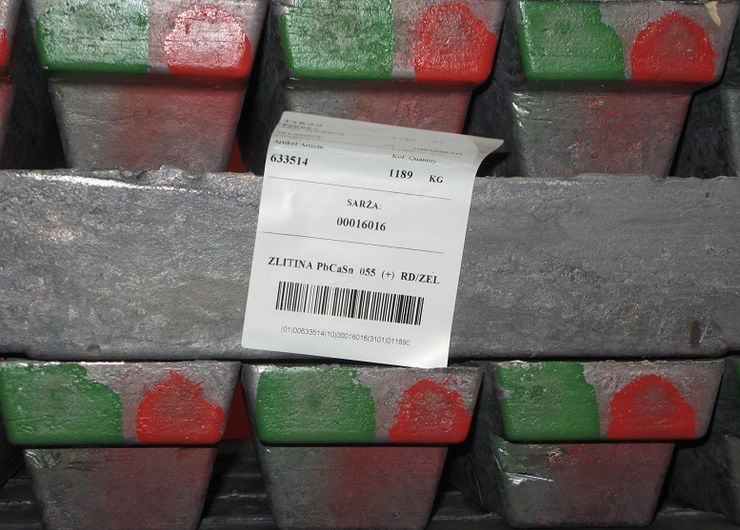 Artikel-Article Kol-Quantity
633514 1189 KG
SARŽA:
00016016
ZLITINA PbCaSn 055 (+) RD/ZEL
(01)00633514(10)00016016(3101)011890